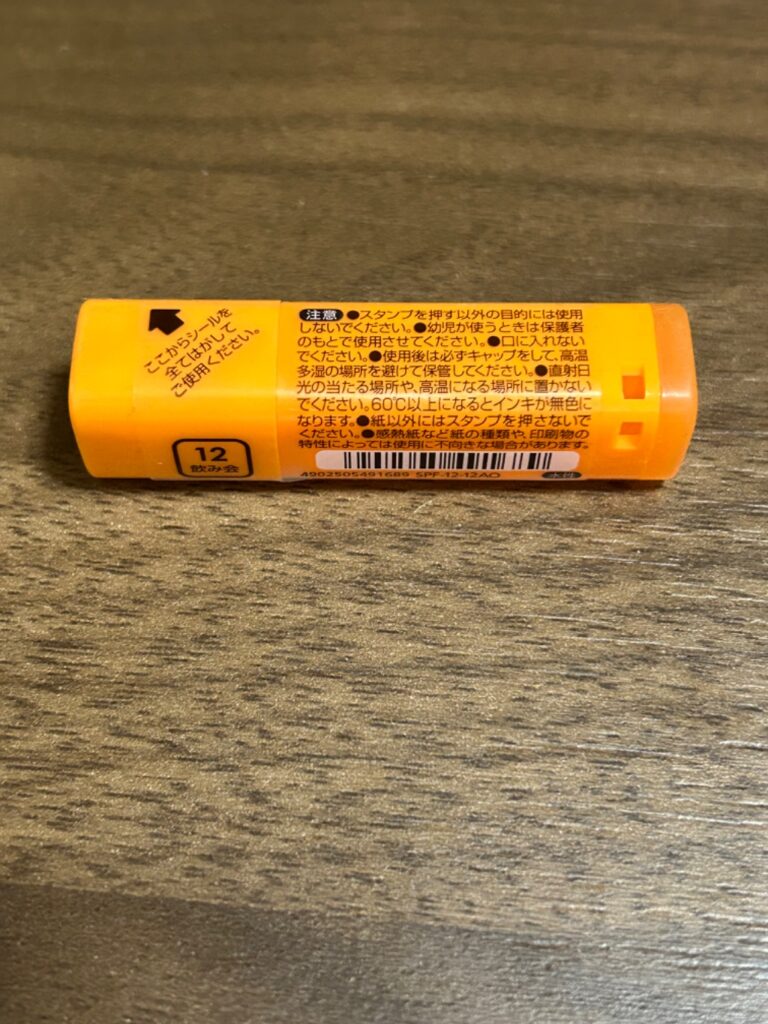 ここからシールを
全てはがして
ご使用ください。
12
飲み会
注意 ●スタンプを押す以外の目的には使用
しないでください。●幼児が使うときは保護者
のもとで使用させてください。●口に入れない
でください。●使用後は必ずキャップをして、高温
多湿の場所を避けて保管してください。●直射日
光の当たる場所や、高温になる場所に置かない
でください。60℃以上になるとインキが無色に
なります。●紙以外にはスタンプを押さないで
ください。●感熱紙など紙の種類や、印刷物の
特性によっては使用に不向きな場合があります。
4902505491689 SPF-12-12AO